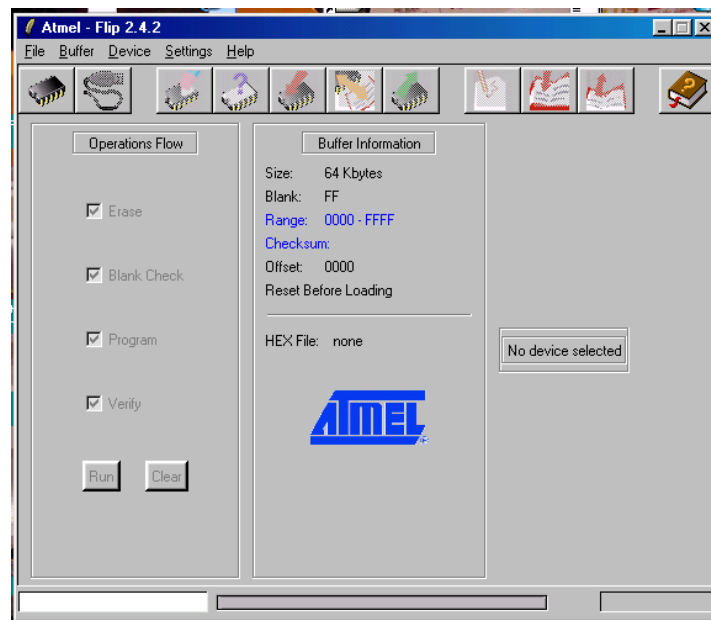 Atmel - Flip 2.4.2
File Buffer Device Settings Help
Operations Flow
Erase
Blank Check
Program
Verify
Run Clear
Buffer Information
Size: 64 Kbytes
Blank: FF
Range: 0000 - FFFF
Checksum:
Offset: 0000
Reset Before Loading
HEX File: none
ATMEL
No device selected